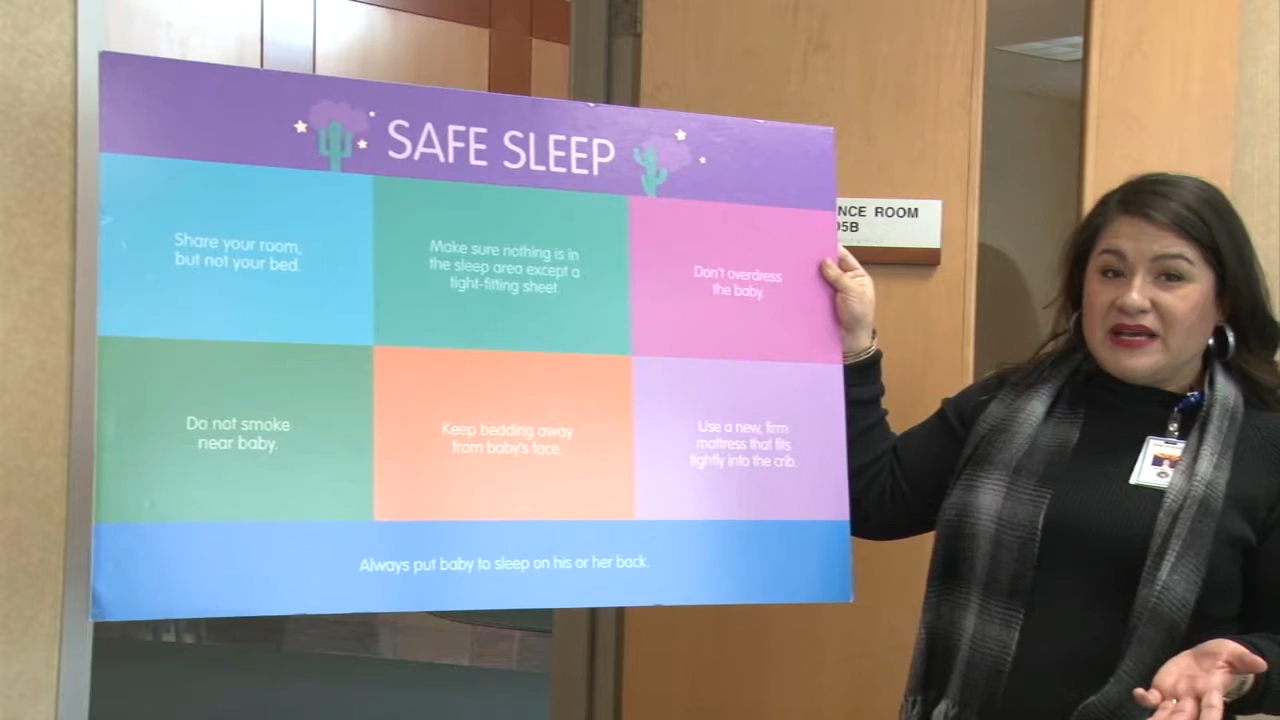 SAFE SLEEP
Share your room,
but not your bed.
Make sure nothing is in
the sleep area except a
tight-fitting sheet
Don't overdress
the baby.
Do not smoke
near baby.
Keep bedding away
from baby's face.
Use a new, firm
mattress that fits
tightly into the crib.
Always put baby to sleep on his or her back.
NCE ROOM
05B